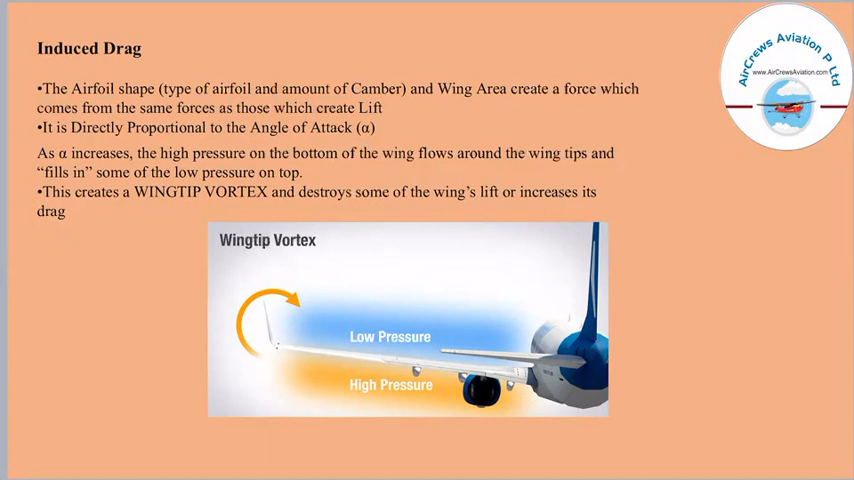 Induced Drag
AirCrews Aviation P Ltd
www.AirCrewsAviation.com
•The Airfoil shape (type of airfoil and amount of Camber) and Wing Area create a force which
comes from the same forces as those which create Lift
•It is Directly Proportional to the Angle of Attack (α)
As α increases, the high pressure on the bottom of the wing flows around the wing tips and
“fills in” some of the low pressure on top.
•This creates a WINGTIP VORTEX and destroys some of the wing’s lift or increases its
drag
Wingtip Vortex
Low Pressure
High Pressure